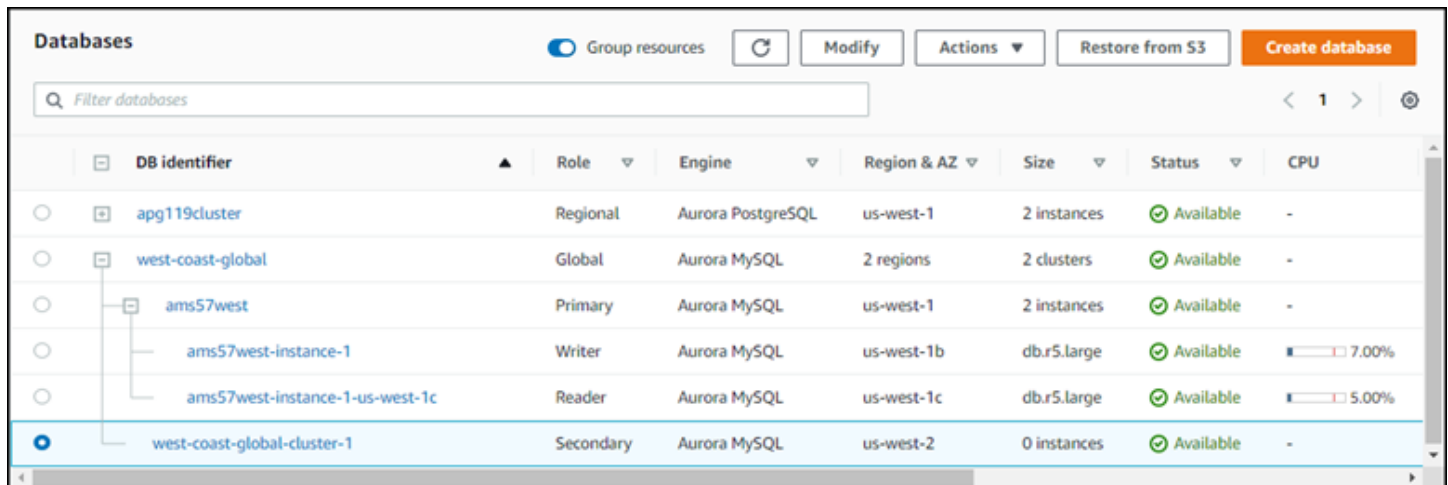 Databases Group resources Modify Actions Restore from S3 Create database
Filter databases 1
DB identifier Role Engine Region & AZ Size Status CPU
apg119cluster Regional Aurora PostgreSQL us-west-1 2 instances Available -
west-coast-global Global Aurora MySQL 2 regions 2 clusters Available -
ams57west Primary Aurora MySQL us-west-1 2 instances Available -
ams57west-instance-1 Writer Aurora MySQL us-west-1b db.r5.large Available 7.00%
ams57west-instance-1-us-west-1c Reader Aurora MySQL us-west-1c db.r5.large Available 5.00%
west-coast-global-cluster-1 Secondary Aurora MySQL us-west-2 0 instances Available -